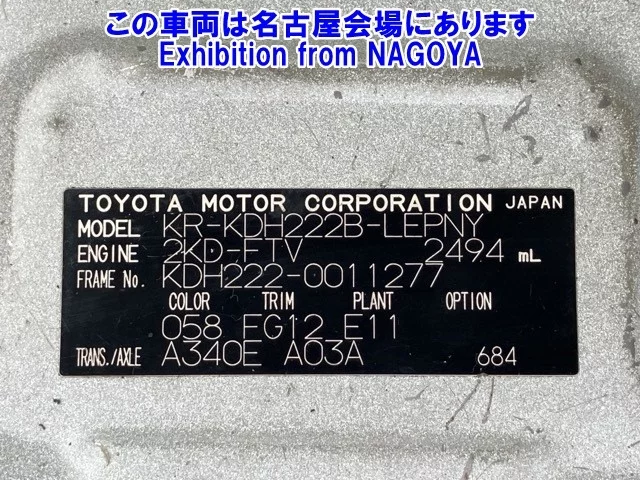 この車両は名古屋会場にあります
Exhibition from NAGOYA
TOYOTA MOTOR CORPORATION JAPAN
MODEL KR-KDH222B-LEPNY
ENGINE 2KD-FTV 2494 mL
FRAME No. KDH222-0011277
COLOR TRIM PLANT OPTION
058 FG12 E11
TRANS./AXLE A340E A03A 684